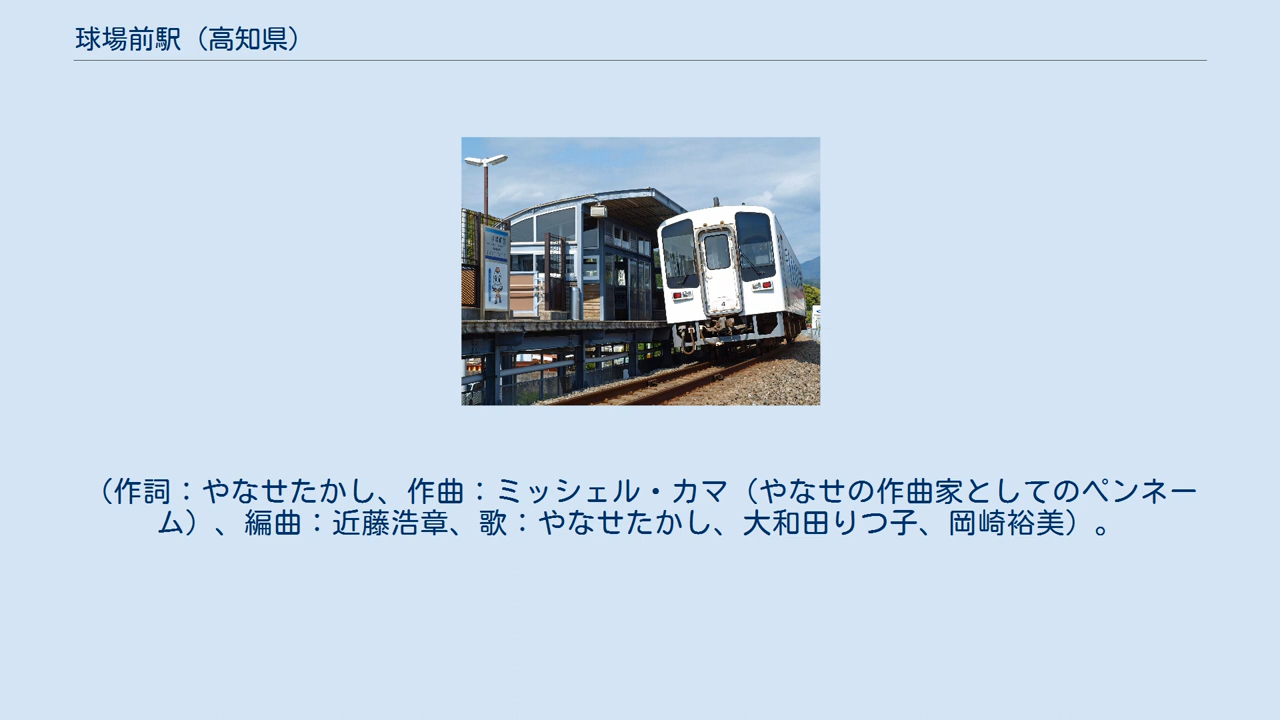 球場前駅（高知県）
（作詞：やなせたかし、作曲：ミッシェル・カマ（やなせの作曲家としてのペンネー
ム）、編曲：近藤浩章、歌：やなせたかし、大和田りつ子、岡崎裕美）。